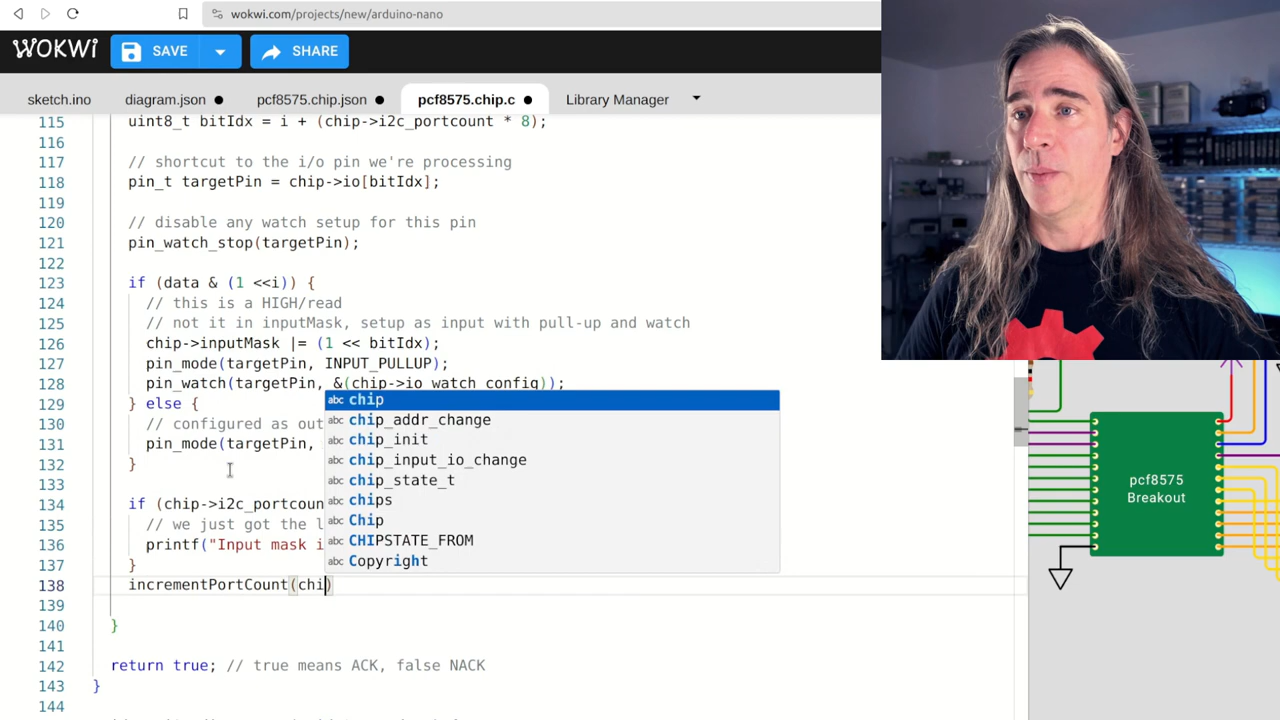 wokwi.com/projects/new/arduino-nano
WOKWI SAVE SHARE
sketch.ino diagram.json pcf8575.chip.json pcf8575.chip.c Library Manager
115 uint8_t bitIdx = i + (chip->i2c_portcount * 8);
116
117 // shortcut to the i/o pin we're processing
118 pin_t targetPin = chip->io[bitIdx];
119
120 // disable any watch setup for this pin
121 pin_watch_stop(targetPin);
122
123 if (data & (1 <<i)) {
124 // this is a HIGH/read
125 // not it in inputMask, setup as input with pull-up and watch
126 chip->inputMask |= (1 << bitIdx);
127 pin_mode(targetPin, INPUT_PULLUP);
128 pin_watch(targetPin, &(chip->io_watch_config));
129 } else {
130 // configured as out
131 pin_mode(targetPin,
132 }
133
134 if (chip->i2c_portcoun
135 // we just got the l
136 printf("Input mask i
137 }
138 incrementPortCount(chi)
139
140 }
141
142 return true; // true means ACK, false NACK
143 }
144
abc chip
abc chip_addr_change
abc chip_init
abc chip_input_io_change
abc chip_state_t
abc chips
abc Chip
abc CHIPSTATE_FROM
abc Copyright
pcf8575
Breakout